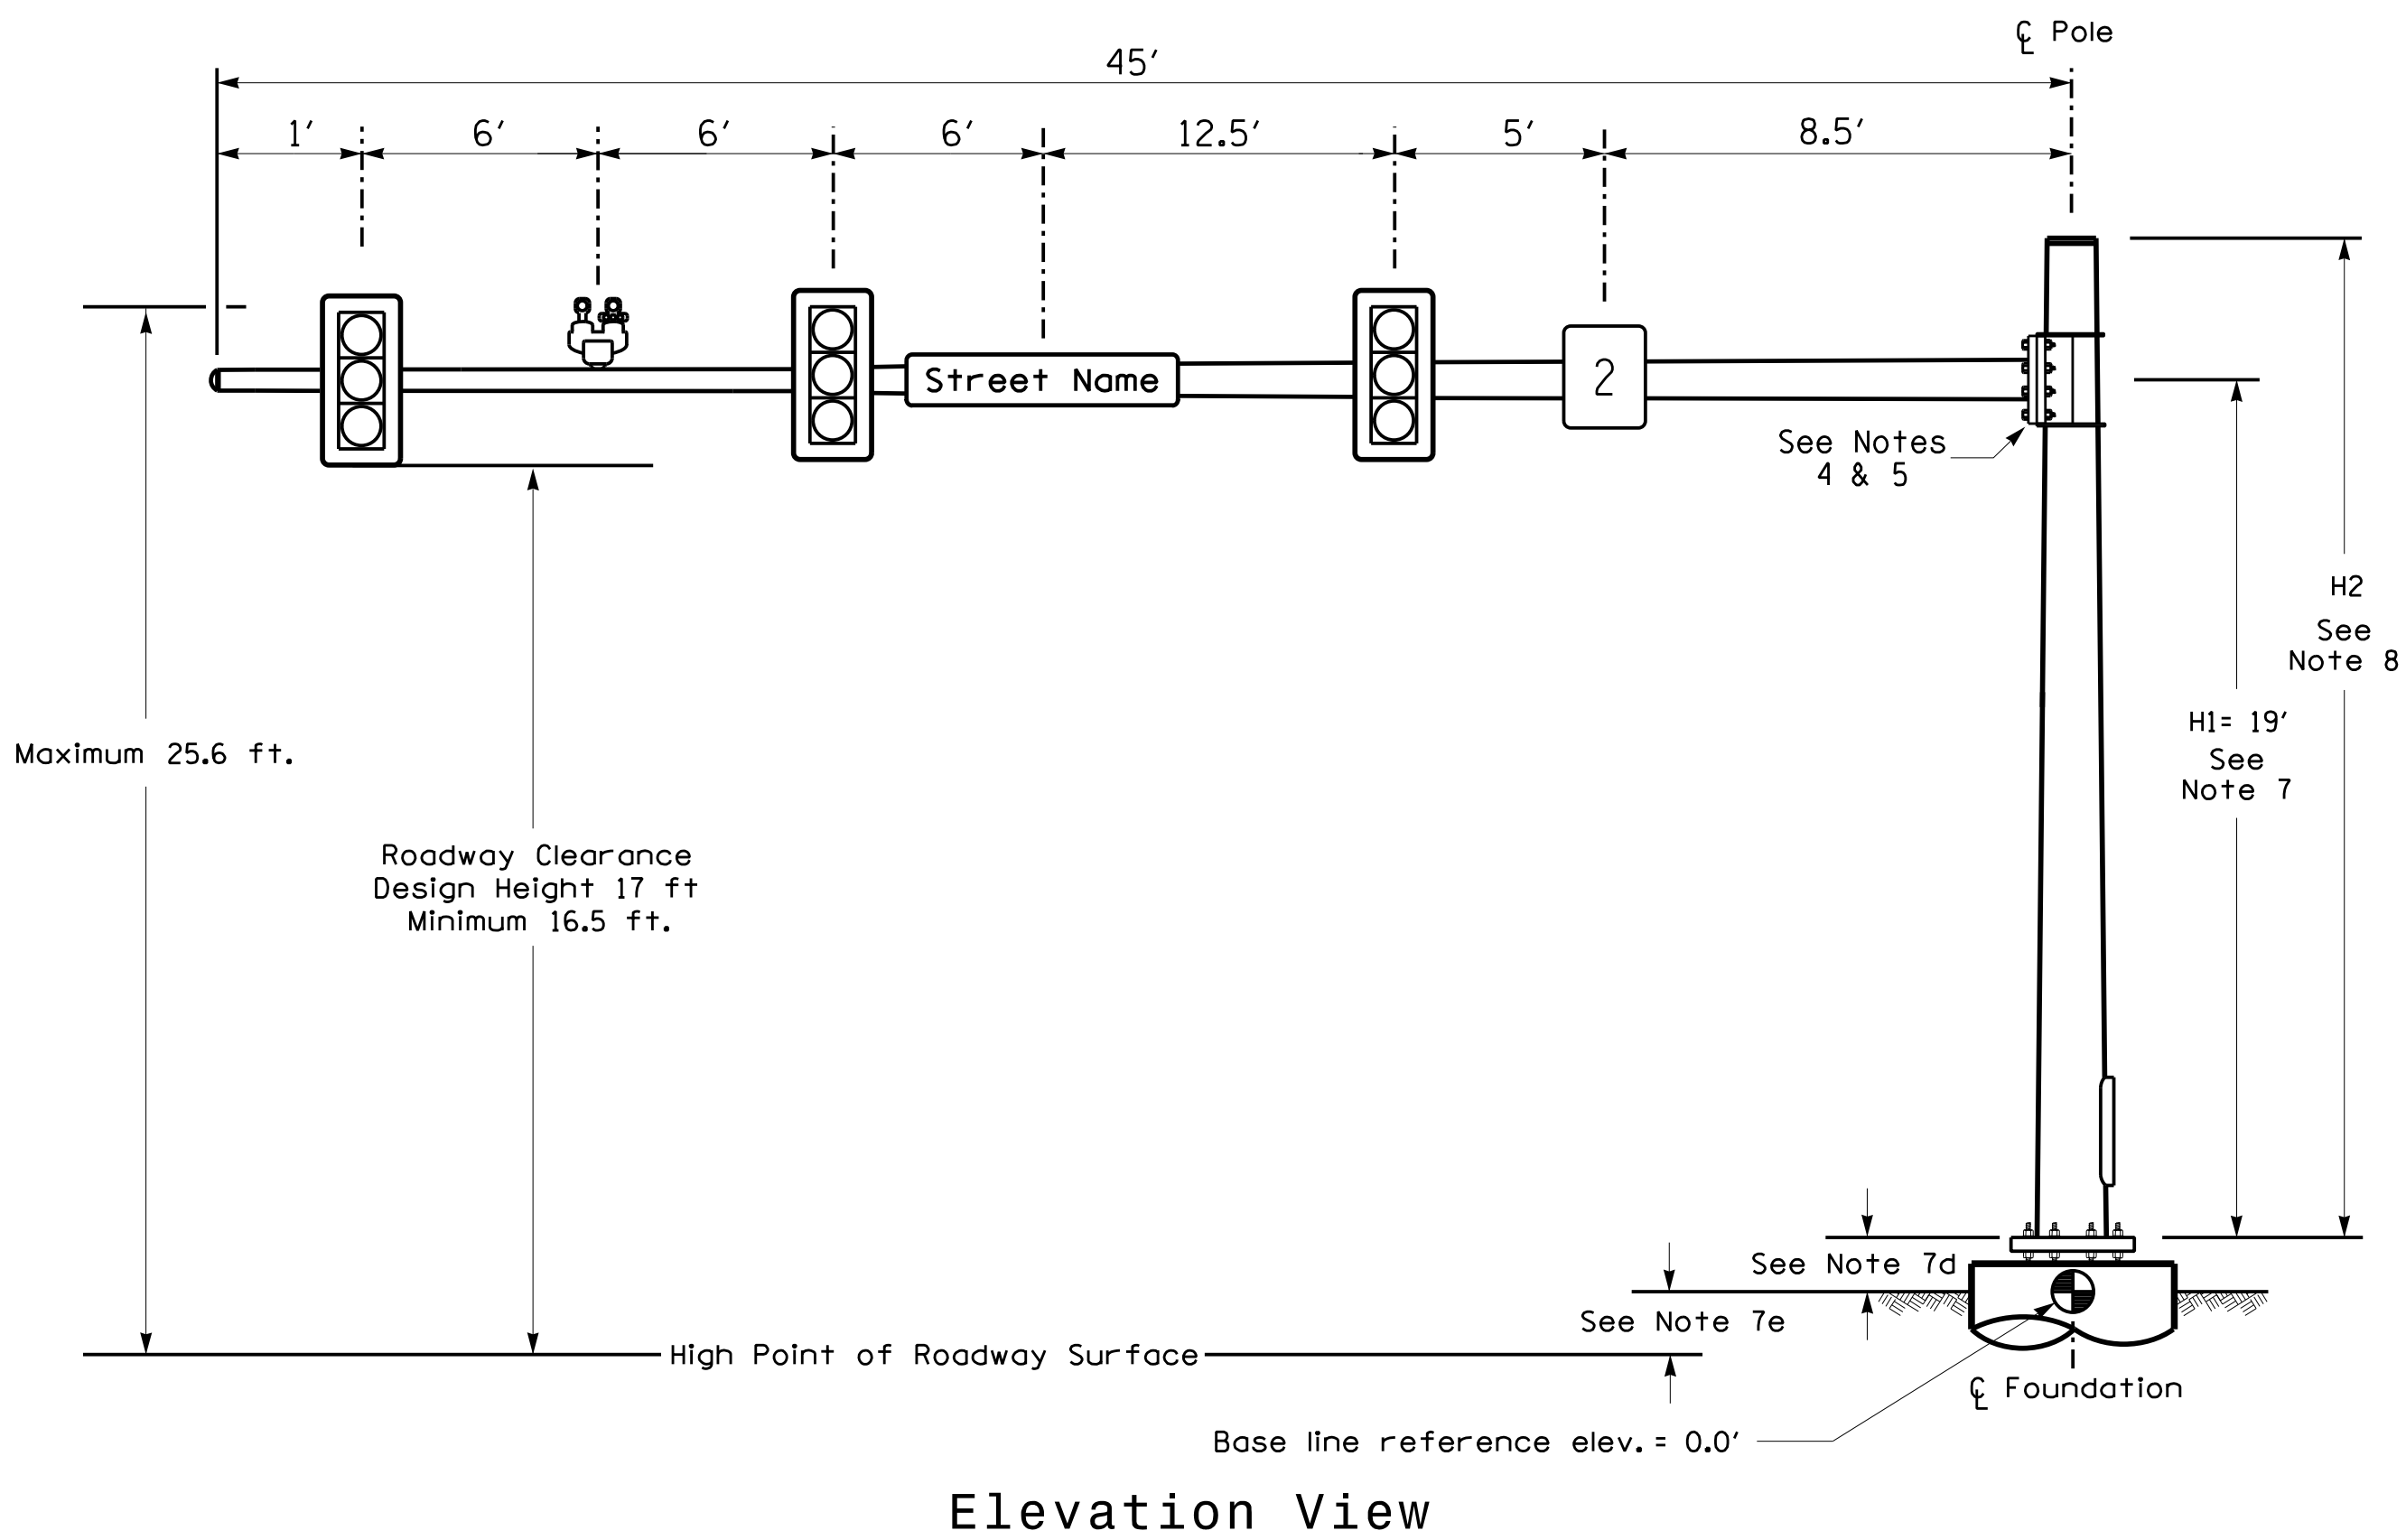 ℄ Pole
45′
1′ 6′ 6′ 6′ 12.5′ 5′ 8.5′
Street Name
2
See Notes
4 & 5
H2
See
Note 8
H1= 19′
See
Note 7
Maximum 25.6 ft.
Roadway Clearance
Design Height 17 ft
Minimum 16.5 ft.
See Note 7d
See Note 7e
High Point of Roadway Surface
℄ Foundation
Base line reference elev.= 0.0′
Elevation View